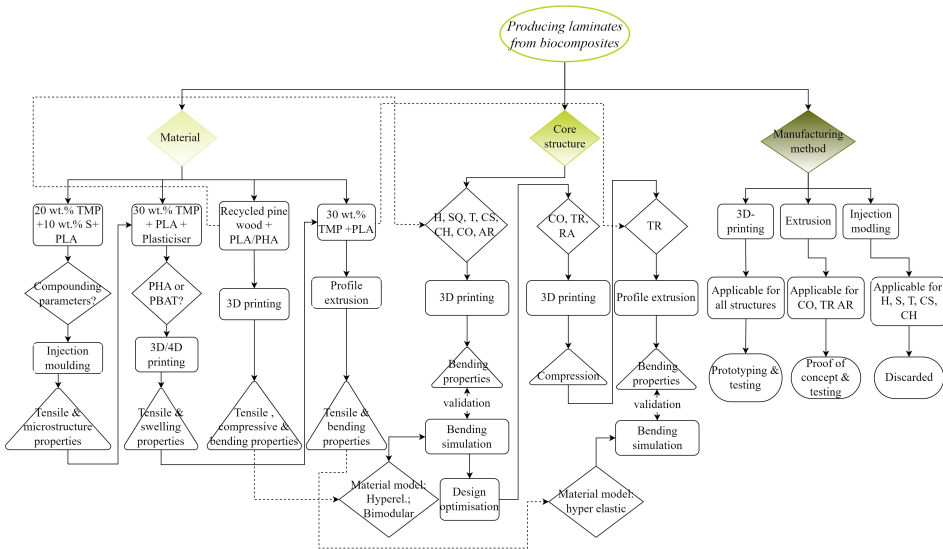 Producing laminates
from biocomposites
Material
Core
structure
Manufacturing
method
20 wt.% TMP
+10 wt.% S+
PLA
30 wt.% TMP
+ PLA +
Plasticiser
Recycled pine
wood +
PLA/PHA
30 wt.%
TMP +PLA
H, SQ, T, CS,
CH, CO, AR
CO, TR,
RA
TR
3D-
printing
Extrusion
Injection
modling
Compounding
parameters?
PHA or
PBAT?
3D printing
Profile
extrusion
3D printing
3D printing
Profile extrusion
Applicable for
all structures
Applicable for
CO, TR AR
Applicable for
H, S, T, CS,
CH
Injection
moulding
3D/4D
printing
Bending
properties
Compression
Bending
properties
Prototyping &
testing
Proof of
concept &
testing
Discarded
Tensile &
microstructure
properties
Tensile &
swelling
properties
Tensile ,
compressive &
bending properties
Tensile &
bending
properties
validation
validation
Bending
simulation
Bending
simulation
Material model:
Hyperel.;
Bimodular
Design
optimisation
Material model:
hyper elastic